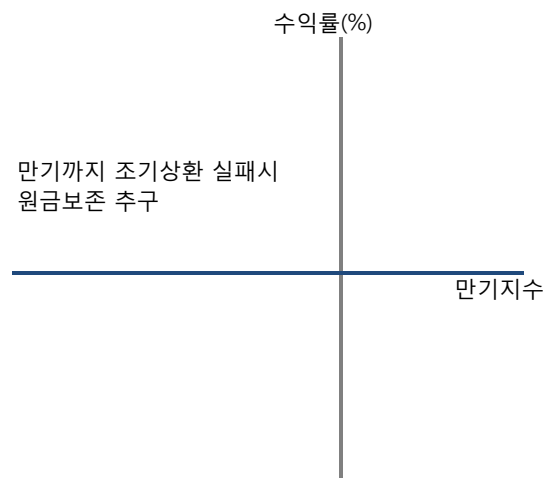 수익률(%)
만기까지 조기상환 실패시
원금보존 추구
만기지수